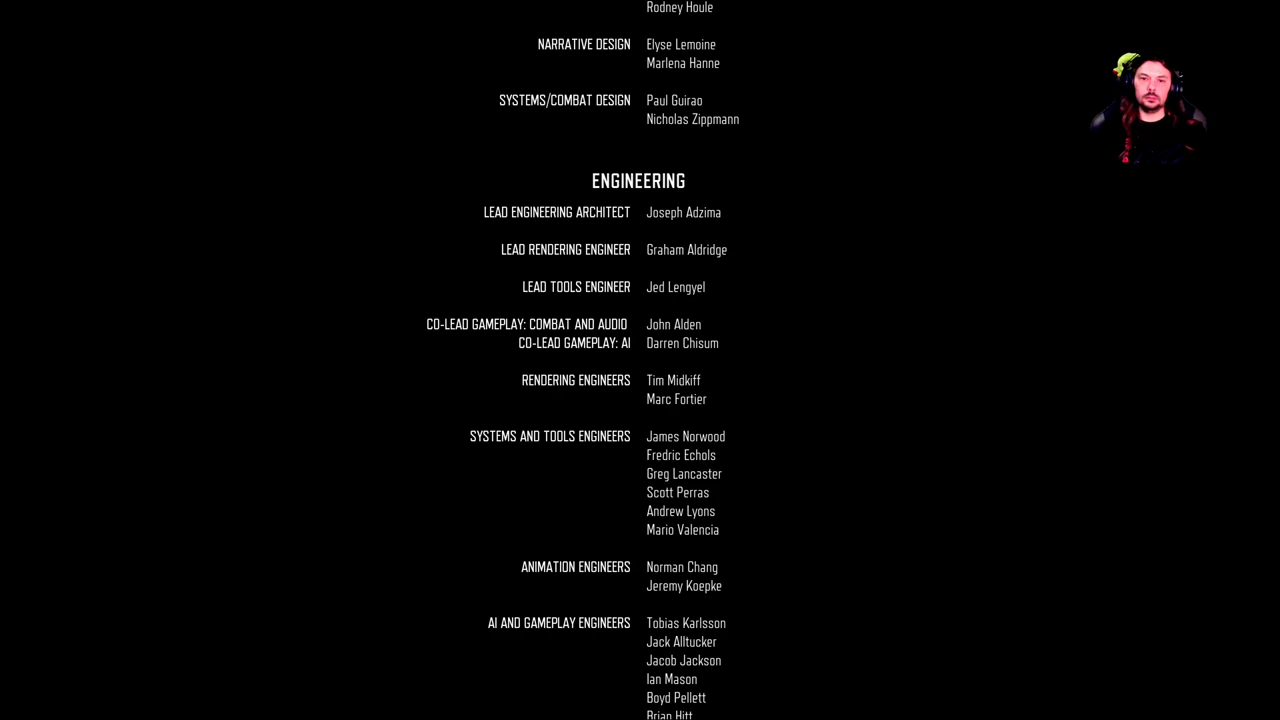 Rodney Houle
NARRATIVE DESIGN Elyse Lemoine
Marlena Hanne
SYSTEMS/COMBAT DESIGN Paul Guirao
Nicholas Zippmann
ENGINEERING
LEAD ENGINEERING ARCHITECT Joseph Adzima
LEAD RENDERING ENGINEER Graham Aldridge
LEAD TOOLS ENGINEER Jed Lengyel
CO-LEAD GAMEPLAY: COMBAT AND AUDIO John Alden
CO-LEAD GAMEPLAY: AI Darren Chisum
RENDERING ENGINEERS Tim Midkiff
Marc Fortier
SYSTEMS AND TOOLS ENGINEERS James Norwood
Fredric Echols
Greg Lancaster
Scott Perras
Andrew Lyons
Mario Valencia
ANIMATION ENGINEERS Norman Chang
Jeremy Koepke
AI AND GAMEPLAY ENGINEERS Tobias Karlsson
Jack Alltucker
Jacob Jackson
Ian Mason
Boyd Pellett
Brian Hitt